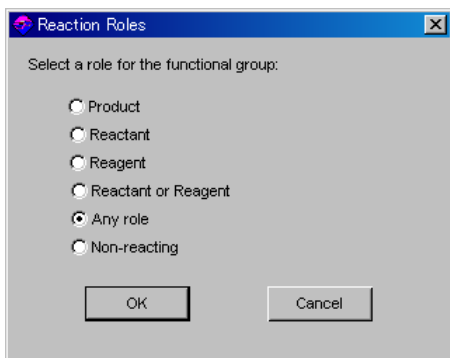 Reaction Roles
Select a role for the functional group:
Product
Reactant
Reagent
Reactant or Reagent
Any role
Non-reacting
OK Cancel